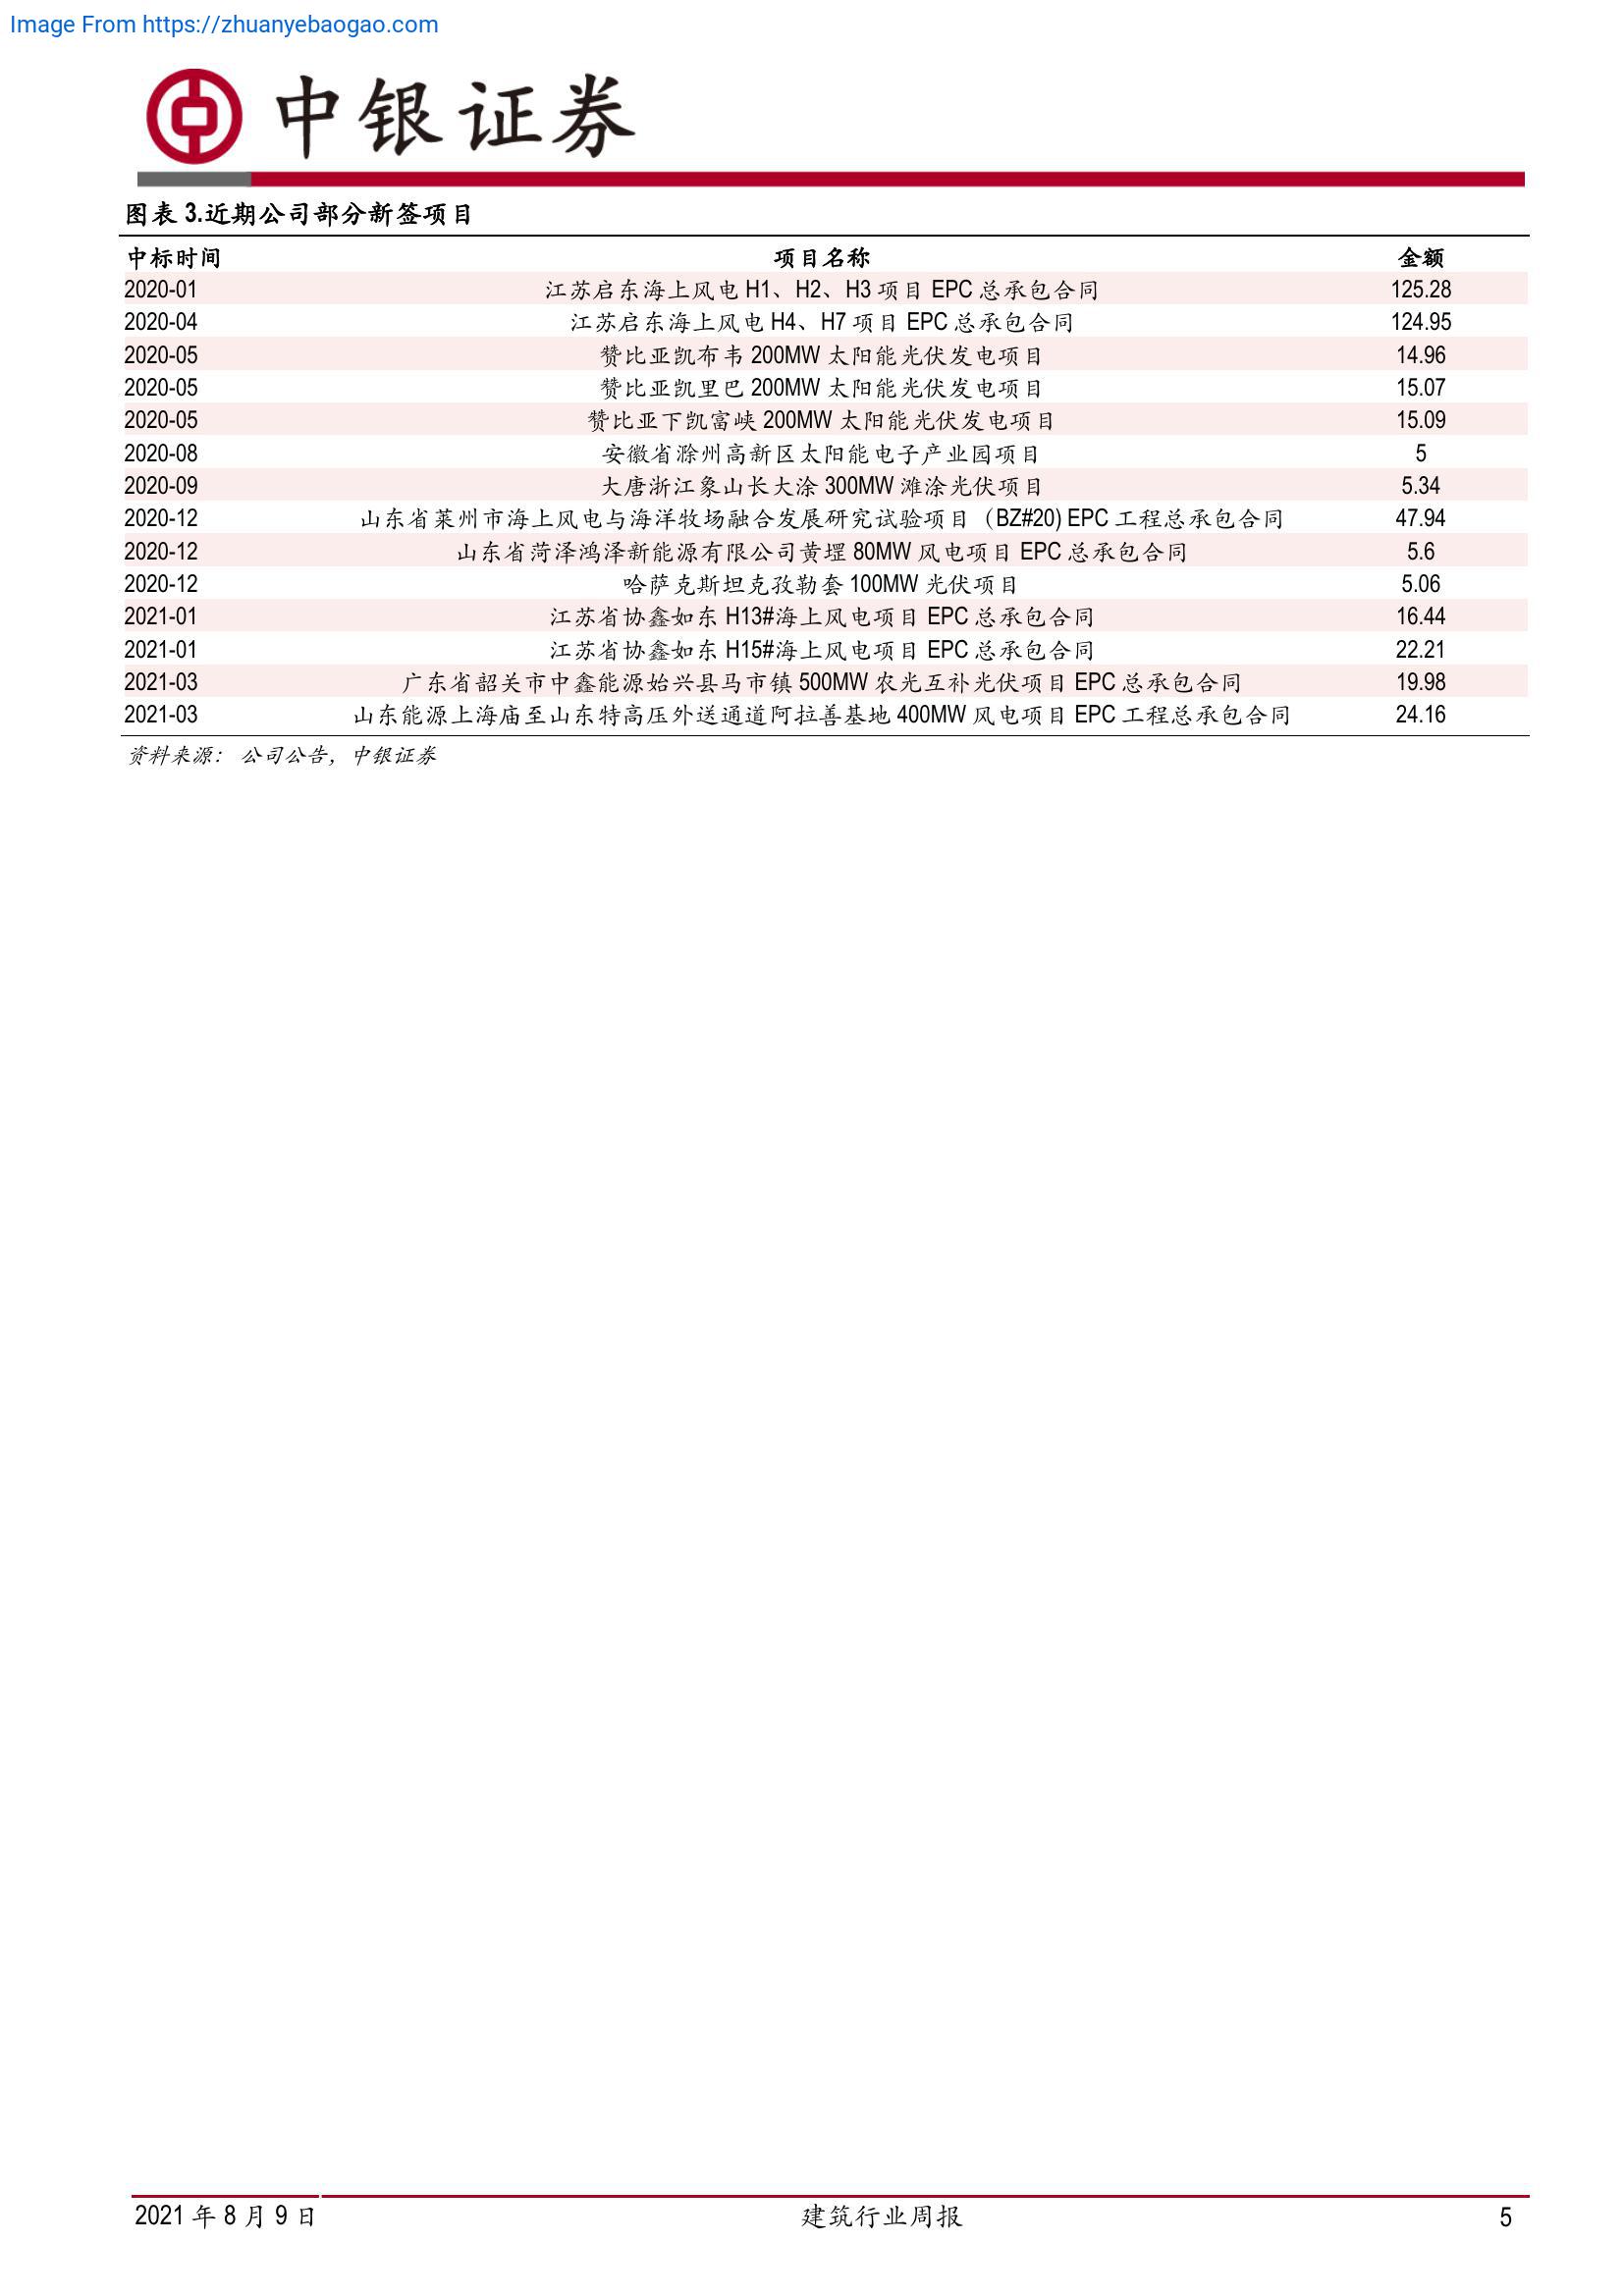 Image From https://zhuanyebaogao.com
中银证券
图表 3.近期公司部分新签项目
中标时间 项目名称 金额
2020-01 江苏启东海上风电 H1、H2、H3 项目 EPC 总承包合同 125.28
2020-04 江苏启东海上风电 H4、H7 项目 EPC 总承包合同 124.95
2020-05 赞比亚凯布韦 200MW 太阳能光伏发电项目 14.96
2020-05 赞比亚凯里巴 200MW 太阳能光伏发电项目 15.07
2020-05 赞比亚下凯富峡 200MW 太阳能光伏发电项目 15.09
2020-08 安徽省滁州高新区太阳能电子产业园项目 5
2020-09 大唐浙江象山长大涂 300MW 滩涂光伏项目 5.34
2020-12 山东省莱州市海上风电与海洋牧场融合发展研究试验项目（BZ#20) EPC 工程总承包合同 47.94
2020-12 山东省菏泽鸿泽新能源有限公司黄堽 80MW 风电项目 EPC 总承包合同 5.6
2020-12 哈萨克斯坦克孜勒套 100MW 光伏项目 5.06
2021-01 江苏省协鑫如东 H13#海上风电项目 EPC 总承包合同 16.44
2021-01 江苏省协鑫如东 H15#海上风电项目 EPC 总承包合同 22.21
2021-03 广东省韶关市中鑫能源始兴县马市镇 500MW 农光互补光伏项目 EPC 总承包合同 19.98
2021-03 山东能源上海庙至山东特高压外送通道阿拉善基地 400MW 风电项目 EPC 工程总承包合同 24.16
资料来源： 公司公告，中银证券
2021 年 8 月 9 日 建筑行业周报 5